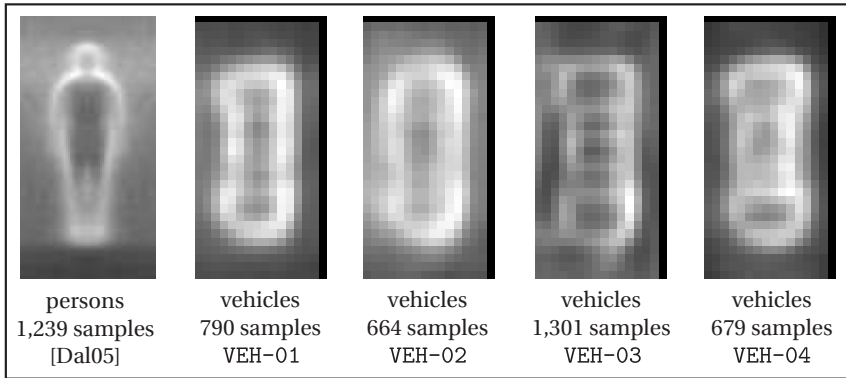 persons
1,239 samples
[Dal05]
vehicles
790 samples
VEH-01
vehicles
664 samples
VEH-02
vehicles
1,301 samples
VEH-03
vehicles
679 samples
VEH-04